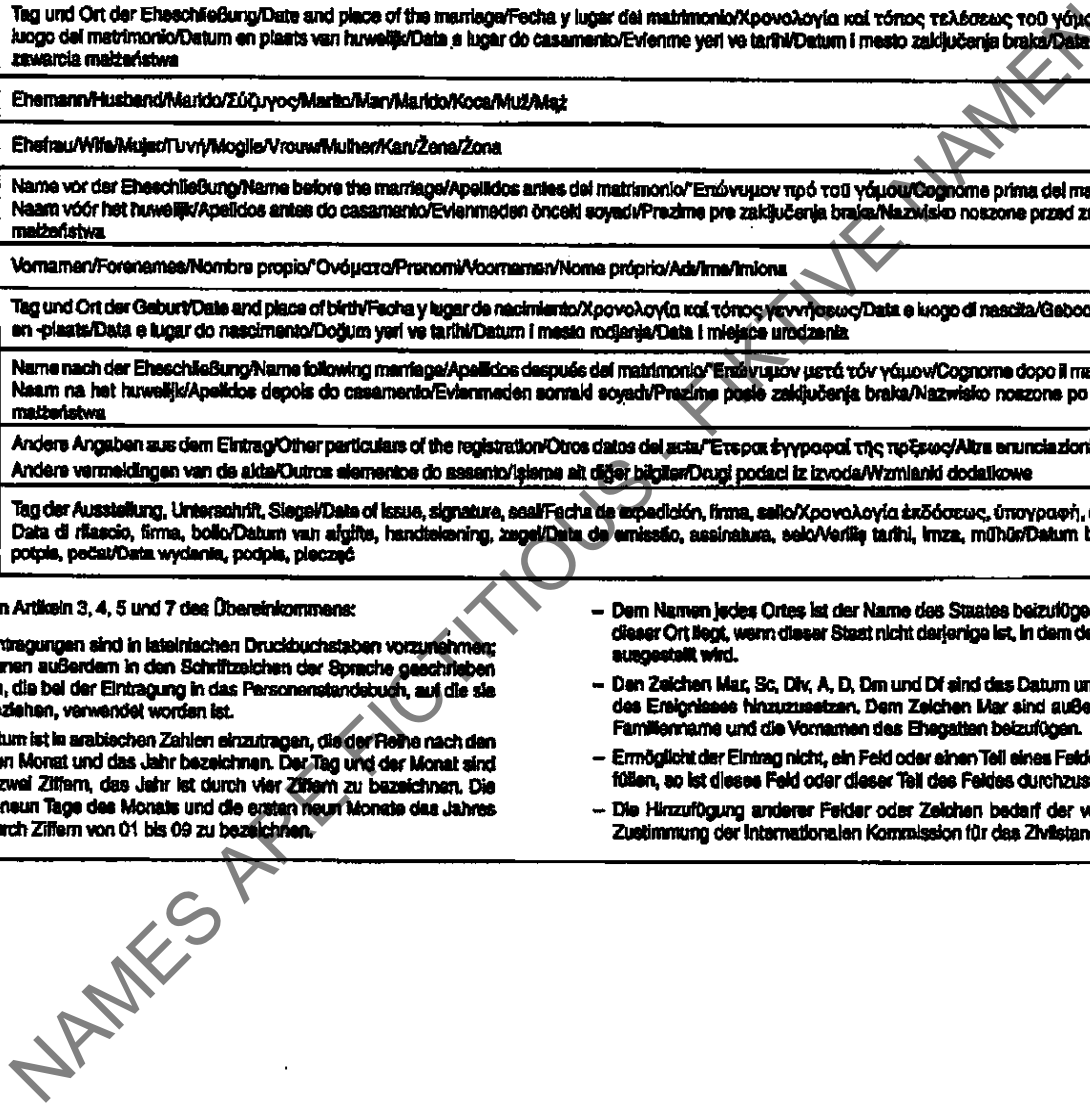 Tag und Ort der Eheschließung/Date and place of the marriage/Fecha y lugar del matrimonio/Χρονολογία καί τόπος τελέσεως τοῦ γάμου
luogo del matrimonio/Datum en plaats van huwelijk/Data e lugar do casamento/Evlenme yeri ve tarihi/Datum i mesto zaključenja braka/Data
zawarcia małżeństwa
Ehemann/Husband/Marido/Σύζυγος/Marito/Man/Marido/Koca/Muž/Mąż
Ehefrau/Wife/Mujer/Γυνή/Moglie/Vrouw/Mulher/Kan/Žena/Żona
Name vor der Eheschließung/Name before the marriage/Apellidos antes del matrimonio/Ἐπώνυμον πρό τοῦ γάμου/Cognome prima del
Naam vóór het huwelijk/Apelidos antes do casamento/Evlenmeden önceki soyadı/Prezime pre zaključenja braka/Nazwisko noszone przed
małżeństwa
Vornamen/Forenames/Nombre propio/Ὀνόματα/Prenomi/Voornamen/Nome próprio/Adı/Ime/Imiona
Tag und Ort der Geburt/Date and place of birth/Fecha y lugar de nacimiento/Χρονολογία καί τόπος γεννήσεως/Data e luogo di nascita/
en -plaats/Data e lugar do nascimento/Doğum yeri ve tarihi/Datum i mesto rodjenja/Data i miejsce urodzenia
Name nach der Eheschließung/Name following marriage/Apellidos después del matrimonio/Ἐπώνυμον μετά τόν γάμον/Cognome dopo il
Naam na het huwelijk/Apelidos depois do casamento/Evlenmeden sonraki soyadı/Prezime posle zaključenja braka/Nazwisko noszone po
małżeństwa
Andere Angaben aus dem Eintrag/Other particulars of the registration/Otros datos del acta/Ἕτεραι ἐγγραφαί τῆς πρξεως/Altre enunciazioni
Andere vermeldingen van de akte/Outros elementos do assento/İşleme ait diğer bilgiler/Drugi podaci iz izvoda/Wzmianki dodatkowe
Tag der Ausstellung, Unterschrift, Siegel/Date of issue, signature, seal/Fecha de expedición, firma, sello/Χρονολογία ἐκδόσεως, ὑπογραφή,
Data di rilascio, firma, bollo/Datum van afgifte, handtekening, zegel/Data de emissão, assinatura, selo/Veriliş tarihi, imza, mühür/Datum
potpis, pečat/Data wydania, podpis, pieczęć
n Artikeln 3, 4, 5 und 7 des Übereinkommens:
ntragungen sind in lateinischen Druckbuchstaben vorzunehmen;
nnen außerdem in den Schriftzeichen der Sprache geschrieben
n, die bei der Eintragung in das Personenstandsbuch, auf die sie
ziehen, verwendet worden ist.
tum ist in arabischen Zahlen einzutragen, die der Reihe nach den
en Monat und das Jahr bezeichnen. Der Tag und der Monat sind
zwei Ziffern, das Jahr ist durch vier Ziffern zu bezeichnen. Die
neun Tage des Monats und die ersten neun Monate des Jahres
rch Ziffern von 01 bis 09 zu bezeichnen.
– Dem Namen jedes Ortes ist der Name des Staates beizufügen
dieser Ort liegt, wenn dieser Staat nicht derjenige ist, in dem
ausgestellt wird.
– Den Zeichen Mar, Sc, Div, A, D, Dm und Df sind das Datum un
des Ereignisses hinzuzusetzen. Dem Zeichen Mar sind auße
Familienname und die Vornamen des Ehegatten beizufügen.
– Ermöglicht der Eintrag nicht, ein Feld oder einen Teil eines Felde
füllen, so ist dieses Feld oder dieser Teil des Feldes durchzus
– Die Hinzufügung anderer Felder oder Zeichen bedarf der v
Zustimmung der Internationalen Kommission für das Zivilstan
NAMES ARE FICTITIOUS - FIKTIVE NAMEN